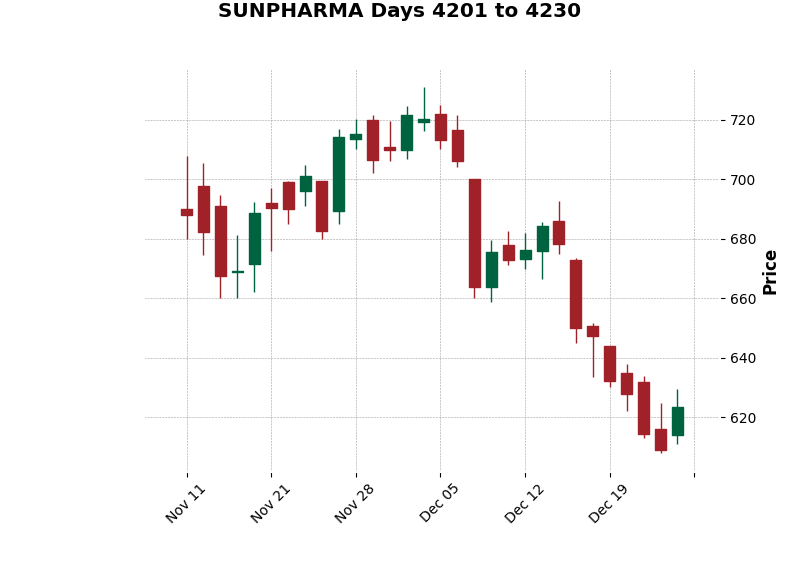 SUNPHARMA Days 4201 to 4230
720
700
680
660
640
620
Price
Nov 11
Nov 21
Nov 28
Dec 05
Dec 12
Dec 19